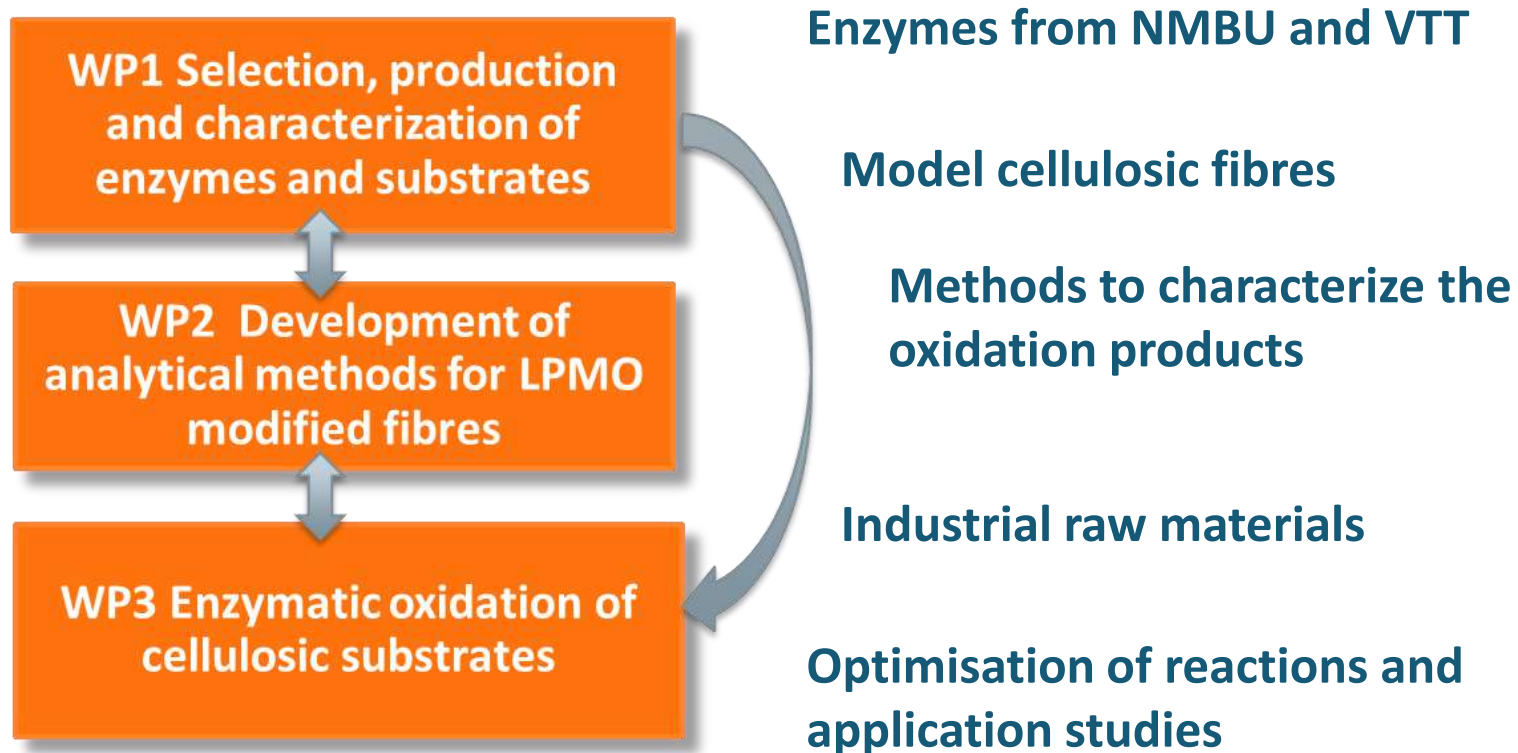 WP1 Selection, production
and characterization of
enzymes and substrates
WP2 Development of
analytical methods for LPMO
modified fibres
WP3 Enzymatic oxidation of
cellulosic substrates
Enzymes from NMBU and VTT
Model cellulosic fibres
Methods to characterize the
oxidation products
Industrial raw materials
Optimisation of reactions and
application studies